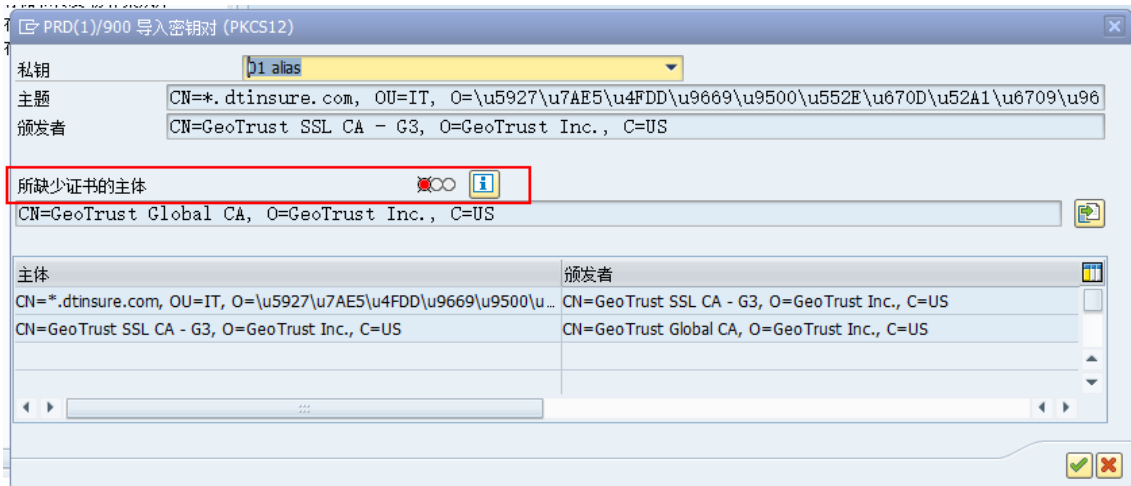 PRD(1)/900 导入密钥对 (PKCS12)
私钥 01 alias
主题 CN=*.dtinsure.com, OU=IT, O=\u5927\u7AE5\u4FDD\u9669\u9500\u552E\u670D\u52A1\u6709\u96
颁发者 CN=GeoTrust SSL CA - G3, O=GeoTrust Inc., C=US
所缺少证书的主体
CN=GeoTrust Global CA, O=GeoTrust Inc., C=US
主体 颁发者
CN=*.dtinsure.com, OU=IT, O=\u5927\u7AE5\u4FDD\u9669\u9500\u... CN=GeoTrust SSL CA - G3, O=GeoTrust Inc., C=US
CN=GeoTrust SSL CA - G3, O=GeoTrust Inc., C=US CN=GeoTrust Global CA, O=GeoTrust Inc., C=US